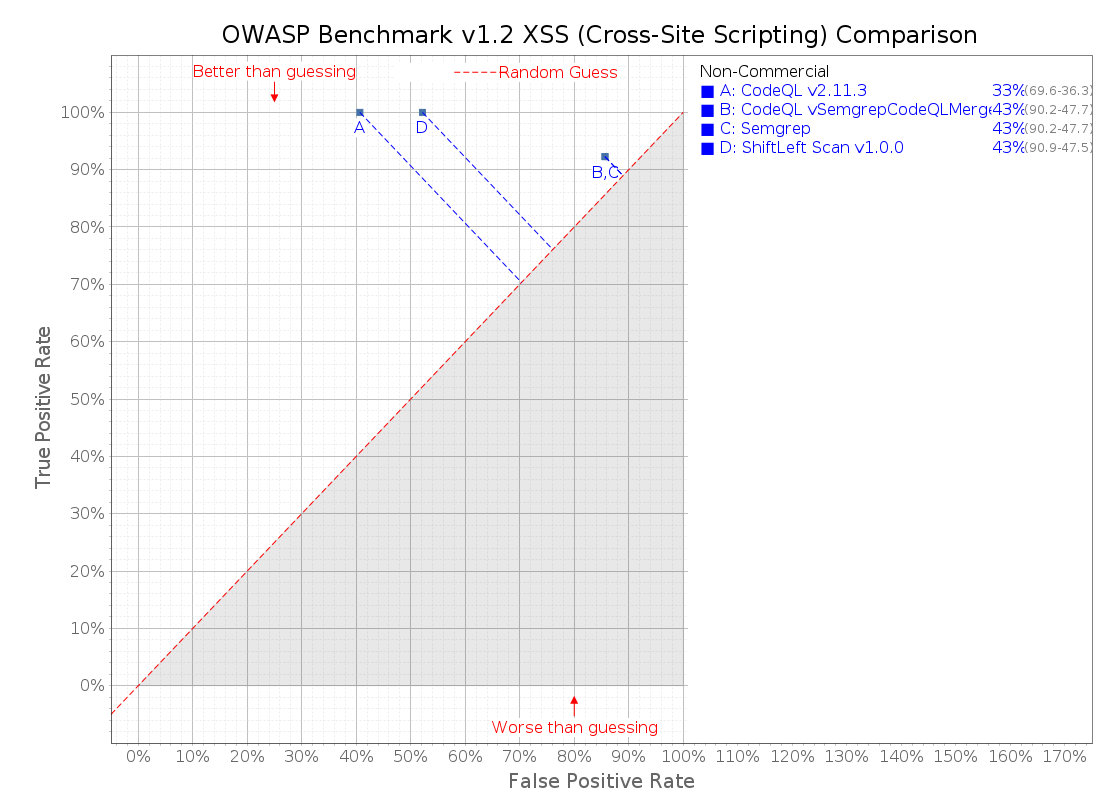 OWASP Benchmark v1.2 XSS (Cross-Site Scripting) Comparison
Better than guessing
Random Guess
Non-Commercial
A: CodeQL v2.11.3 33% (69.6-36.3)
B: CodeQL vSemgrepCodeQLMerge 43% (90.2-47.7)
C: Semgrep 43% (90.2-47.7)
D: ShiftLeft Scan v1.0.0 43% (90.9-47.5)
100%
90%
80%
70%
60%
50%
40%
30%
20%
10%
0%
A
D
B,C
True Positive Rate
Worse than guessing
0% 10% 20% 30% 40% 50% 60% 70% 80% 90% 100% 110% 120% 130% 140% 150% 160% 170%
False Positive Rate